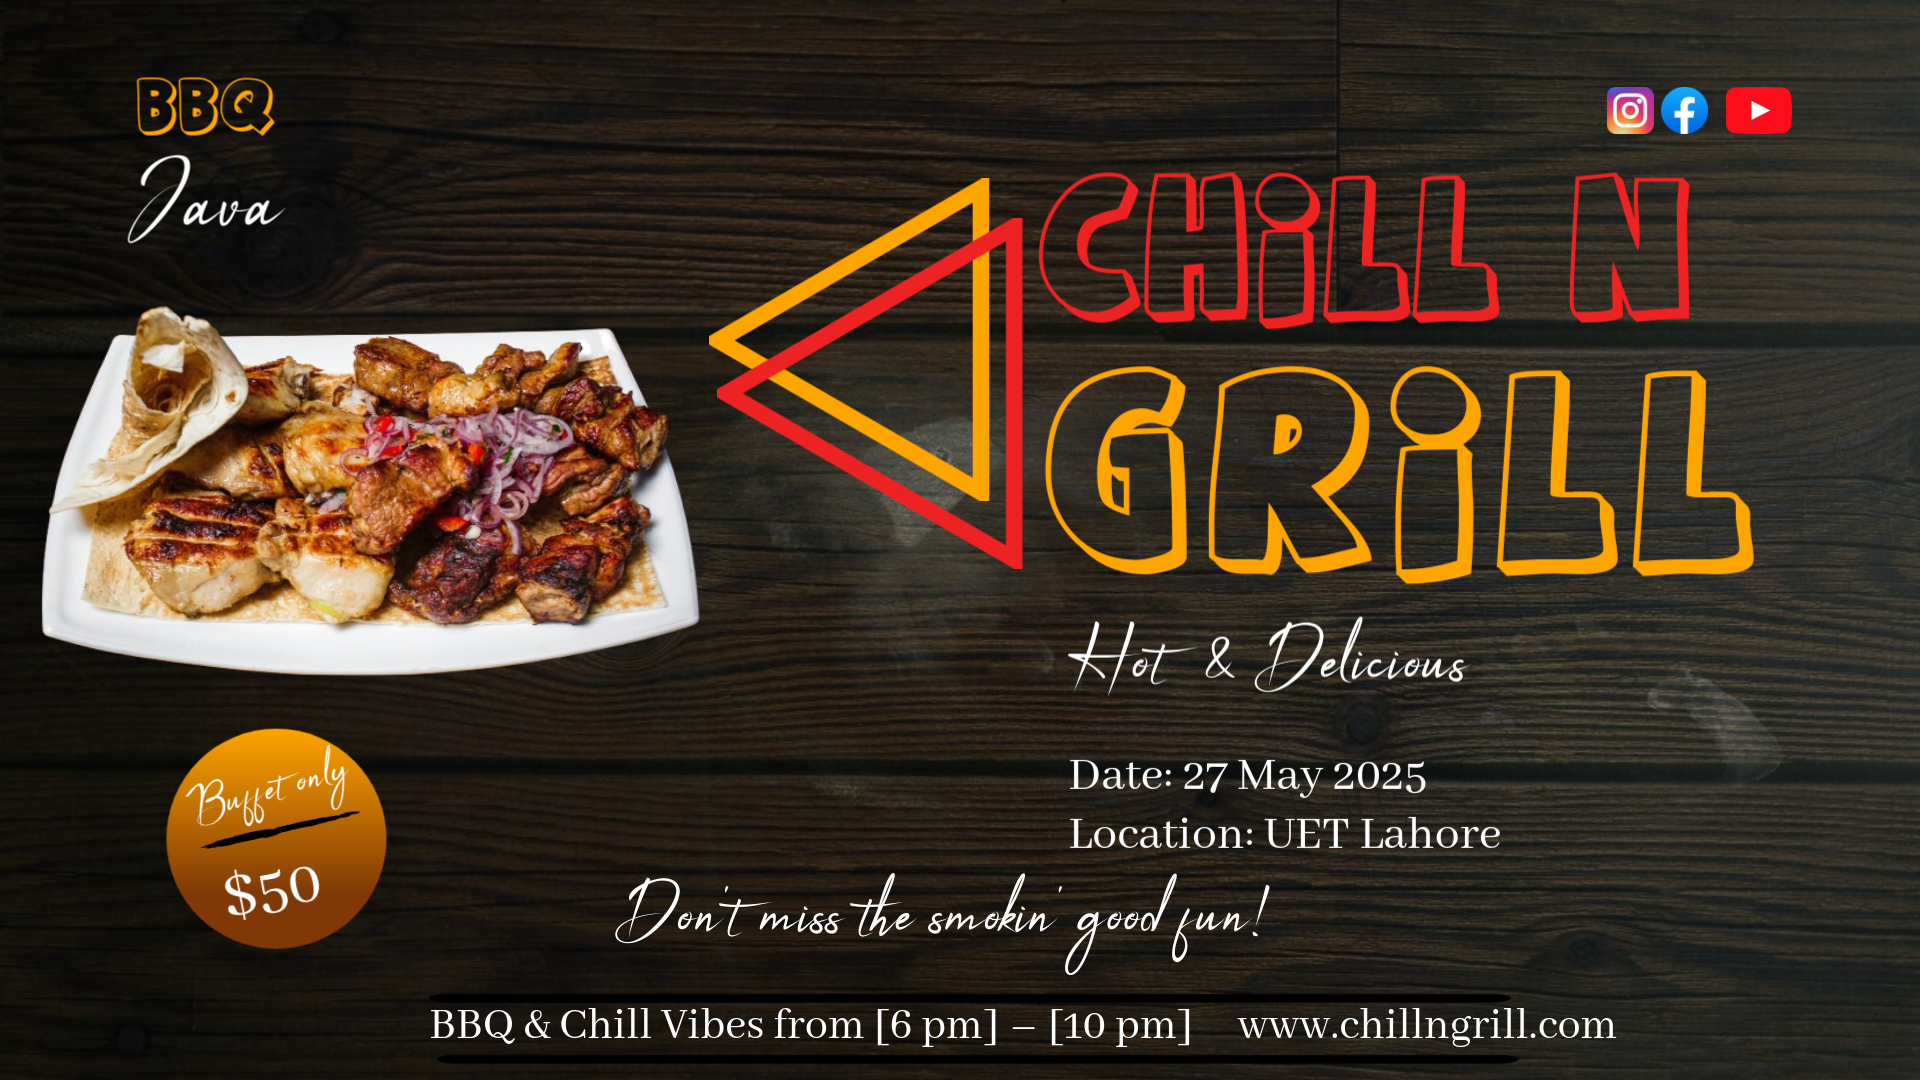 BBQ
Java
CHiLL N
GRiLL
Hot & Delicious
Buffet only
$50
Date: 27 May 2025
Location: UET Lahore
Don't miss the smokin' good fun!
BBQ & Chill Vibes from [6 pm] – [10 pm] www.chillngrill.com